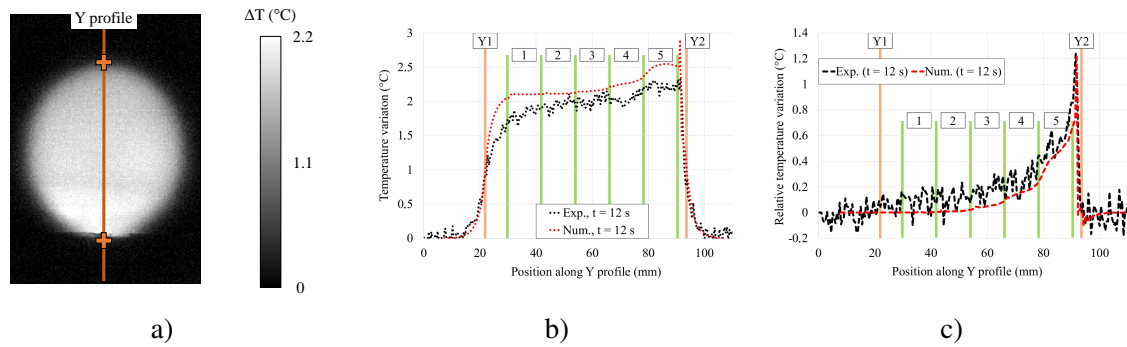 Y profile
ΔT (°C)
2.2
1.1
0
a)
Temperature variation (°C)
3
2.5
2
1.5
1
0.5
0
Y1
1
2
3
4
5
Y2
Exp., t = 12 s
Num., t = 12 s
0 20 40 60 80 100
Position along Y profile (mm)
b)
Relative temperature variation (°C)
1.4
1.2
1
0.8
0.6
0.4
0.2
0
-0.2
Y1
Y2
Exp. (t = 12 s)
Num. (t = 12 s)
1
2
3
4
5
0 20 40 60 80 100
Position along Y profile (mm)
c)